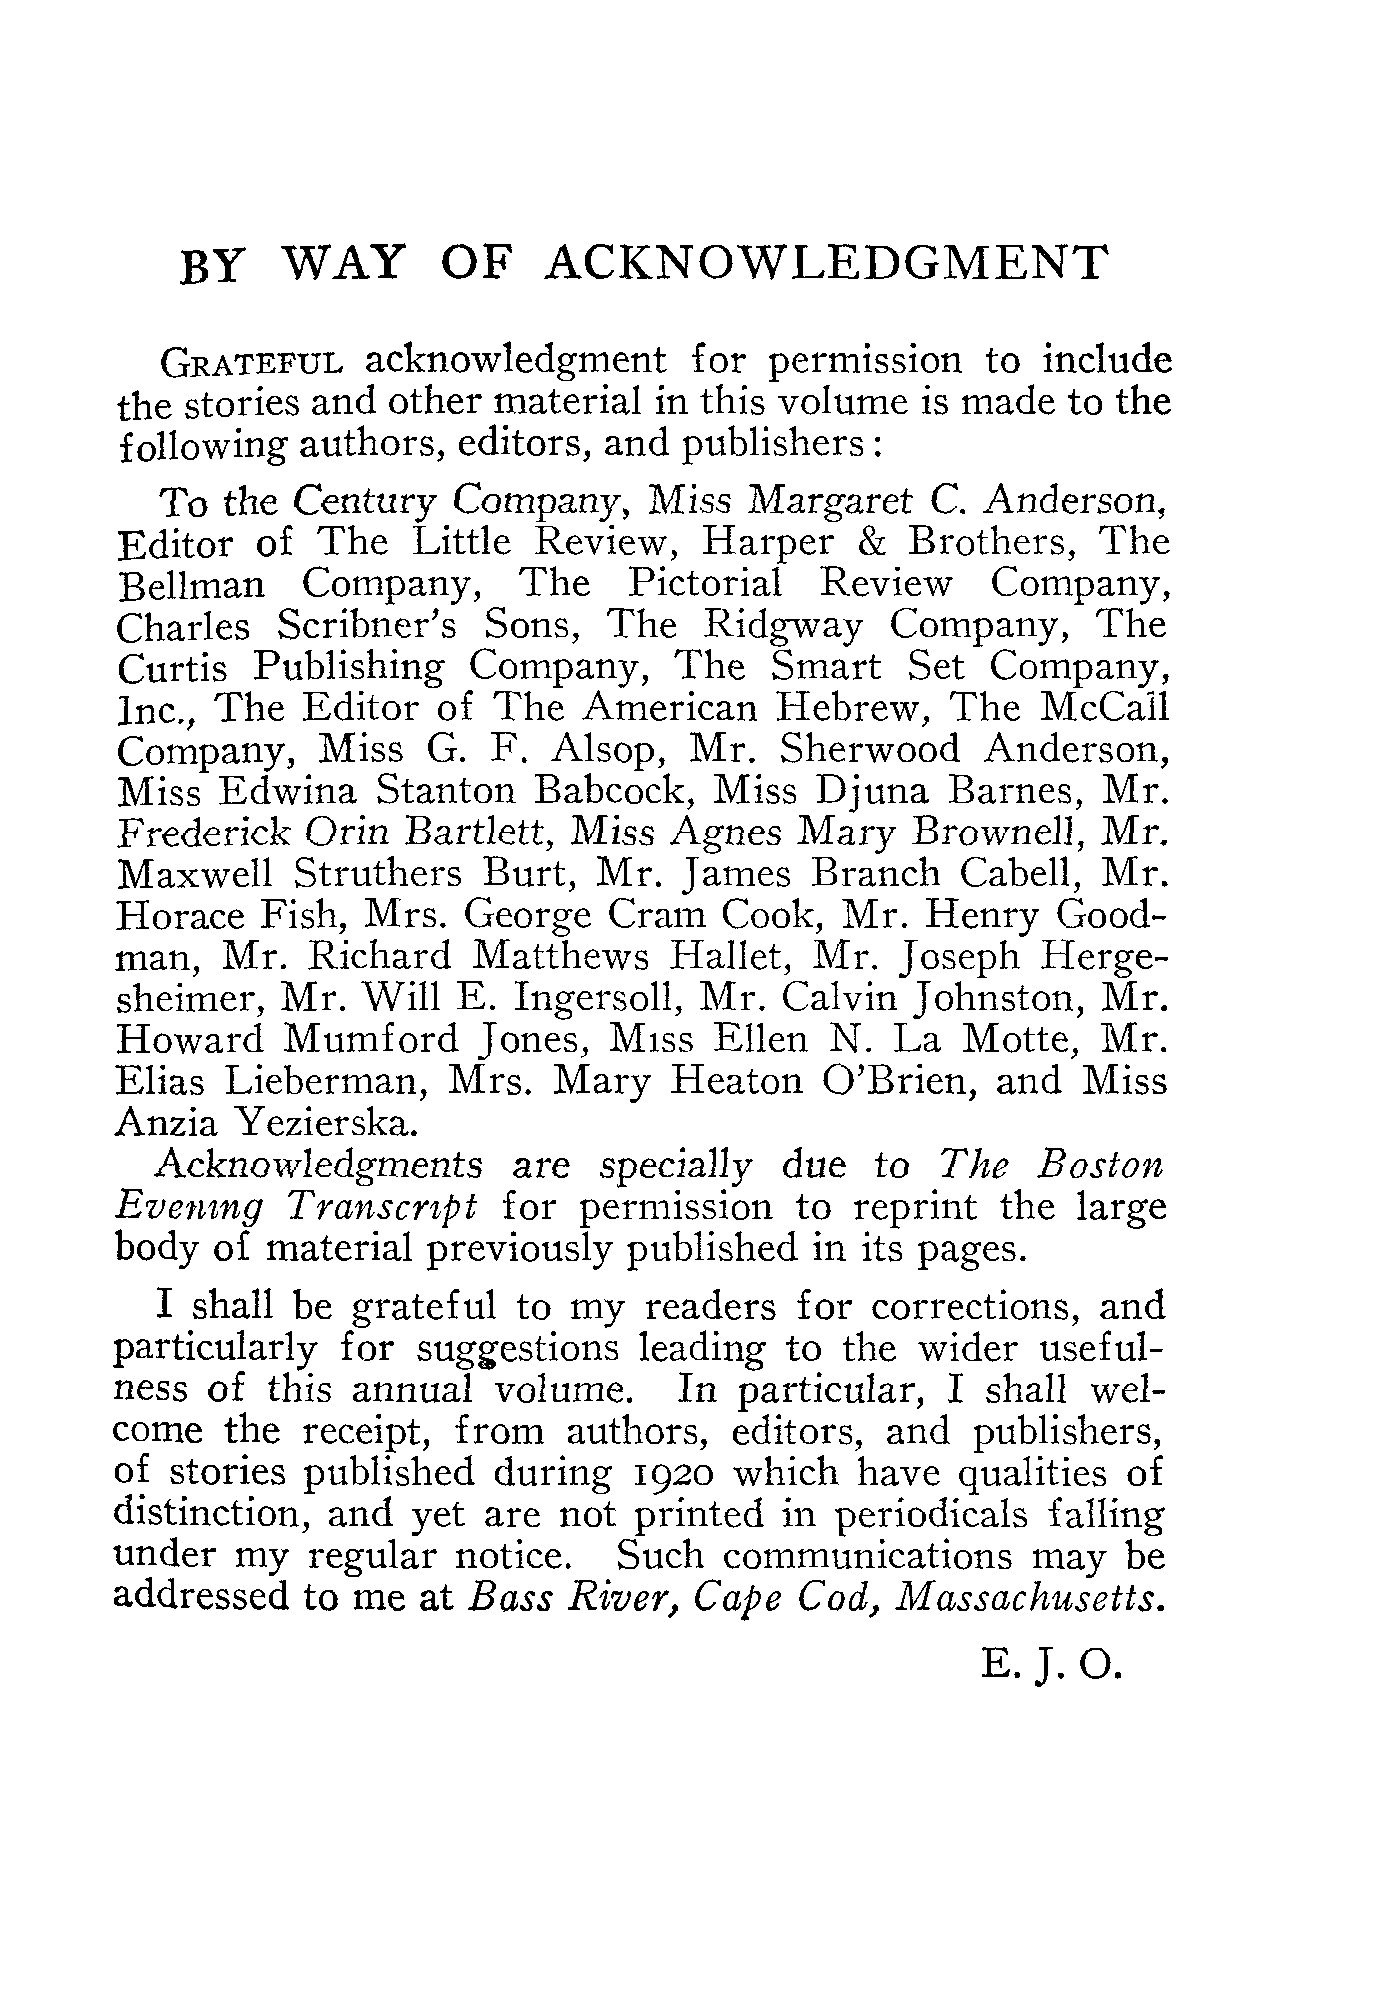 BY WAY OF ACKNOWLEDGMENT
GRATEFUL acknowledgment for permission to include
the stories and other material in this volume is made to the
following authors, editors, and publishers:
To the Century Company, Miss Margaret C. Anderson,
Editor of The Little Review, Harper & Brothers, The
Bellman Company, The Pictorial Review Company,
Charles Scribner's Sons, The Ridgway Company, The
Curtis Publishing Company, The Smart Set Company,
Inc., The Editor of The American Hebrew, The McCall
Company, Miss G. F. Alsop, Mr. Sherwood Anderson,
Miss Edwina Stanton Babcock, Miss Djuna Barnes, Mr.
Frederick Orin Bartlett, Miss Agnes Mary Brownell, Mr.
Maxwell Struthers Burt, Mr. James Branch Cabell, Mr.
Horace Fish, Mrs. George Cram Cook, Mr. Henry Good-
man, Mr. Richard Matthews Hallet, Mr. Joseph Herge-
sheimer, Mr. Will E. Ingersoll, Mr. Calvin Johnston, Mr.
Howard Mumford Jones, Miss Ellen N. La Motte, Mr.
Elias Lieberman, Mrs. Mary Heaton O'Brien, and Miss
Anzia Yezierska.
Acknowledgments are specially due to The Boston
Evening Transcript for permission to reprint the large
body of material previously published in its pages.
I shall be grateful to my readers for corrections, and
particularly for suggestions leading to the wider useful-
ness of this annual volume. In particular, I shall wel-
come the receipt, from authors, editors, and publishers,
of stories published during 1920 which have qualities of
distinction, and yet are not printed in periodicals falling
under my regular notice. Such communications may be
addressed to me at Bass River, Cape Cod, Massachusetts.
E. J. O.